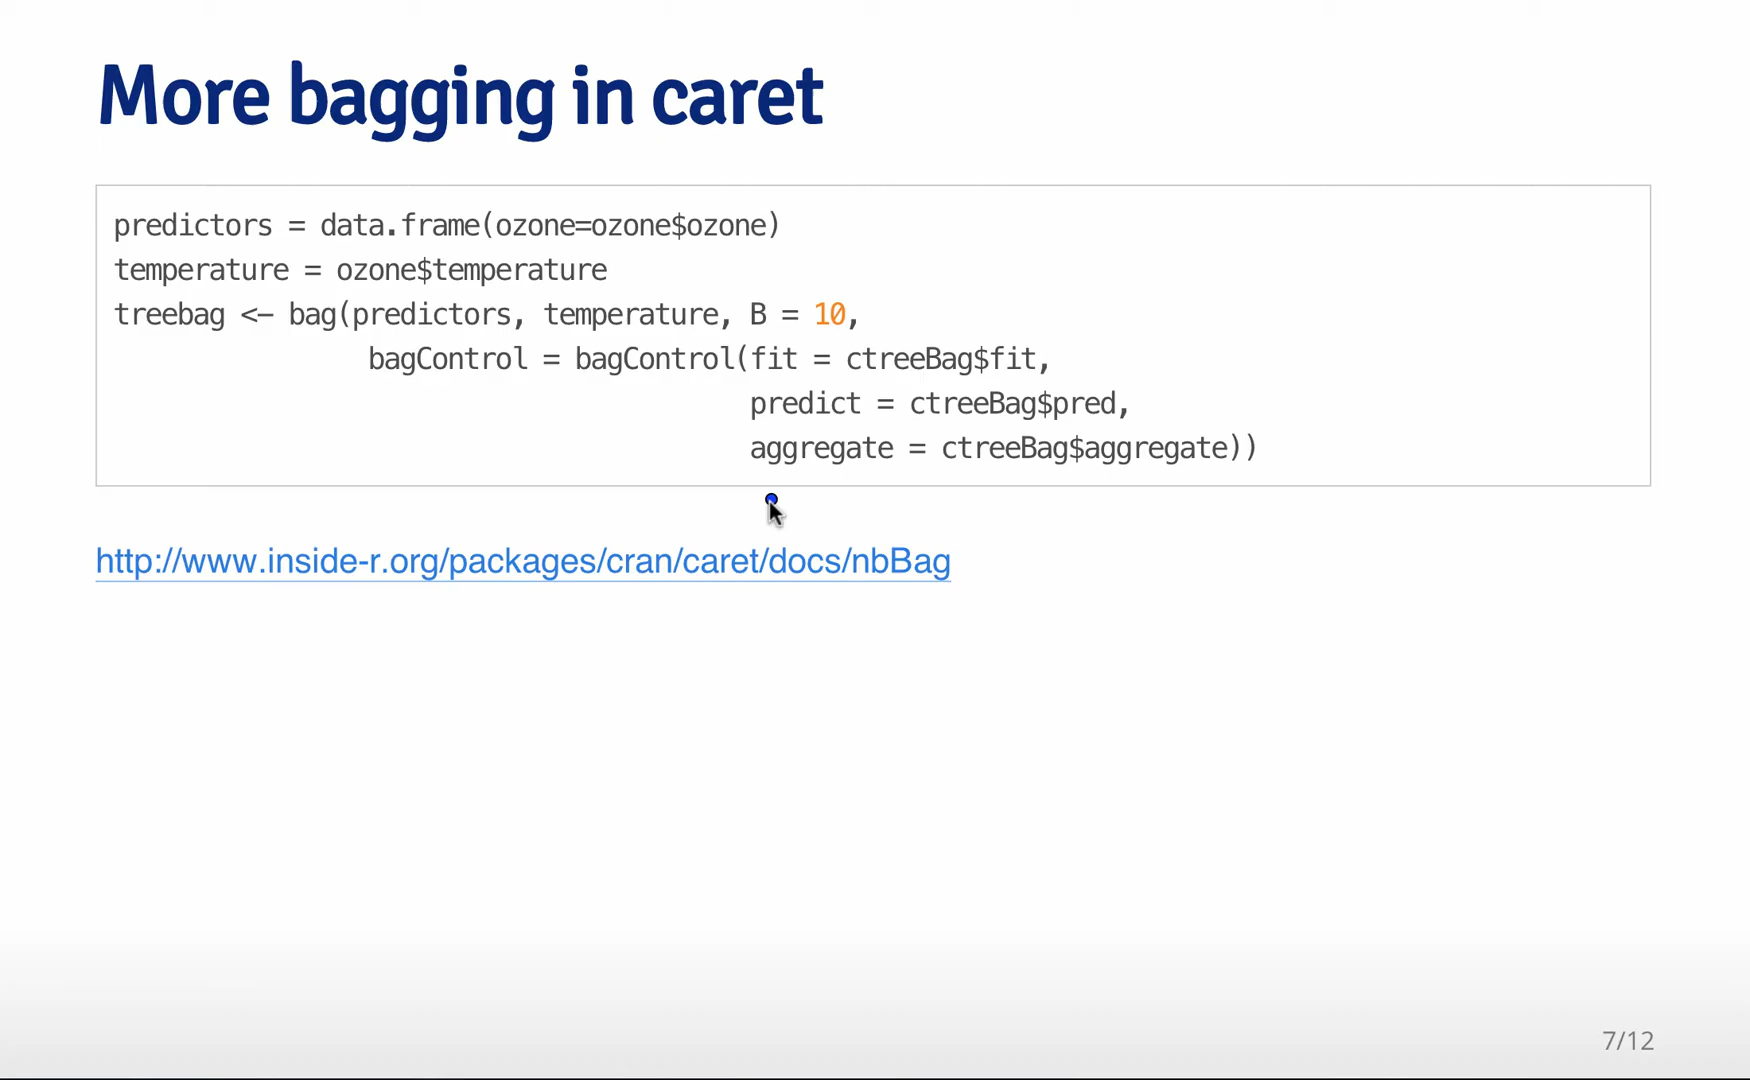 More bagging in caret
predictors = data.frame(ozone=ozone$ozone)
temperature = ozone$temperature
treebag <- bag(predictors, temperature, B = 10,
bagControl = bagControl(fit = ctreeBag$fit,
predict = ctreeBag$pred,
aggregate = ctreeBag$aggregate))
http://www.inside-r.org/packages/cran/caret/docs/nbBag
7/12